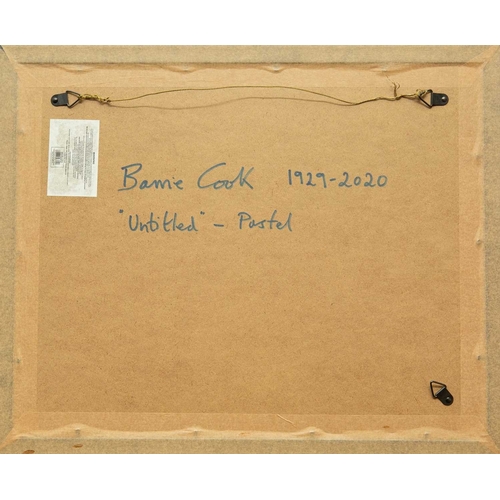 Barrie Cook 1929-2020
"Untitled" - Pastel